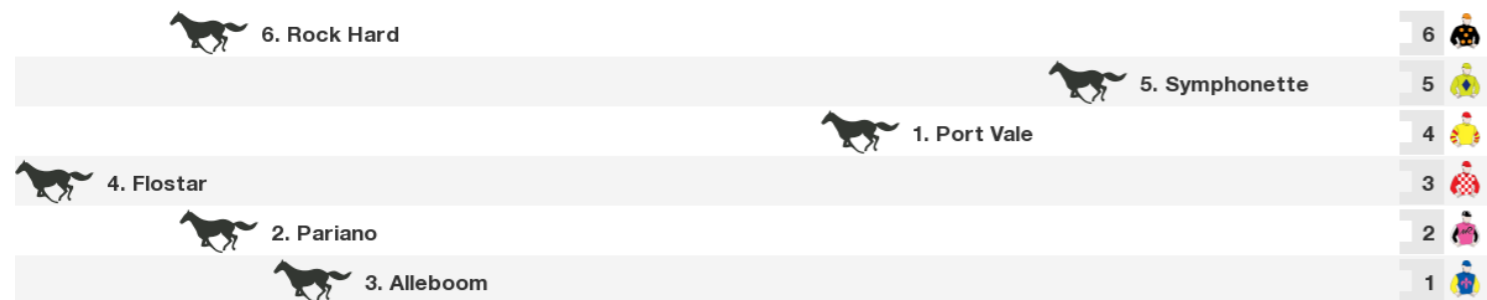 6. Rock Hard 6
5. Symphonette 5
1. Port Vale 4
4. Flostar 3
2. Pariano 2
3. Alleboom 1